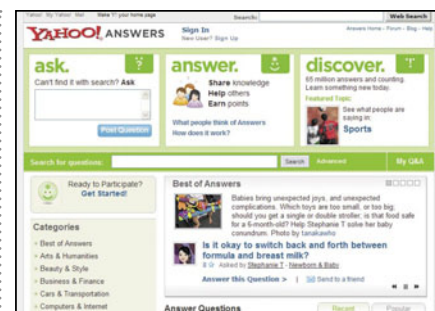 Yahoo! My Yahoo! Mail Make Y! your home page
Search: Web Search
YAHOO! ANSWERS
Sign In
New User? Sign Up
Answers Home - Forum - Blog - Help
ask.
?
Can't find it with search? Ask
Post Question
answer.
Share knowledge
Help others
Earn points
What people think of Answers
How does it work?
discover.
T
65 million answers and counting.
Learn something new today.
Featured Topic:
See what people are
saying in:
Sports
Search for questions: Search Advanced My Q&A
Ready to Participate?
Get Started!
Categories
Best of Answers
Arts & Humanities
Beauty & Style
Business & Finance
Cars & Transportation
Computers & Internet
Best of Answers
Babies bring unexpected joys, and unexpected
complications. Which toys are too small, or too big,
should you get a single or double stroller, is that food safe
for a 6-month-old? Help Stephanie T solve her baby
conundrum. Photo by tanakawho
Is it okay to switch back and forth between
formula and breast milk?
Asked by Stephanie T - Newborn & Baby
Answer this Question > | Send to a friend
Answer Questions Recent Popular